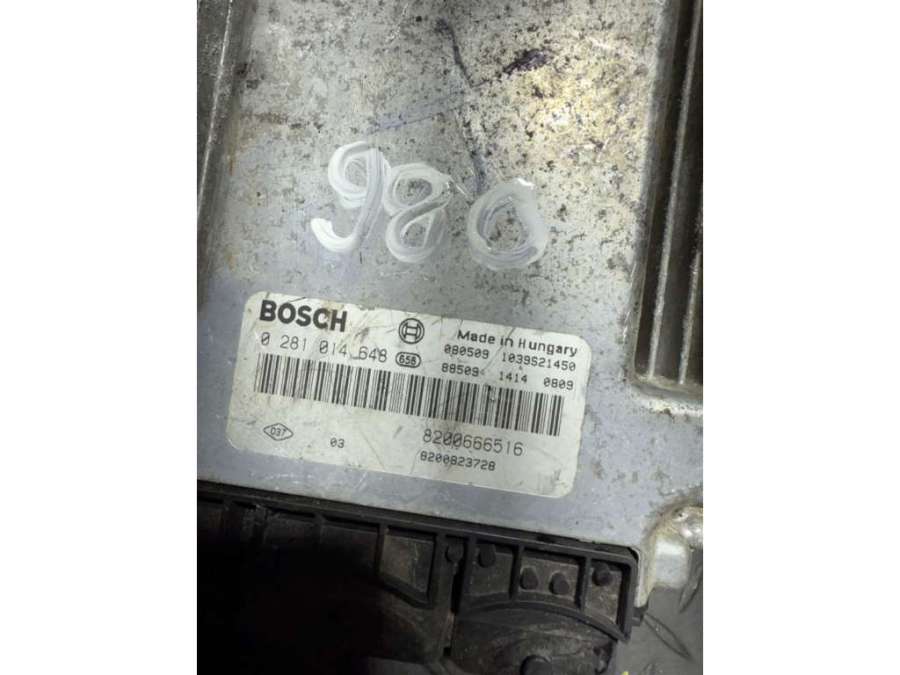 980
BOSCH Made in Hungary
0 281 014 648 656 080509 1039S21450
88509 1414 0809
D37 03 8200666516
8200823728